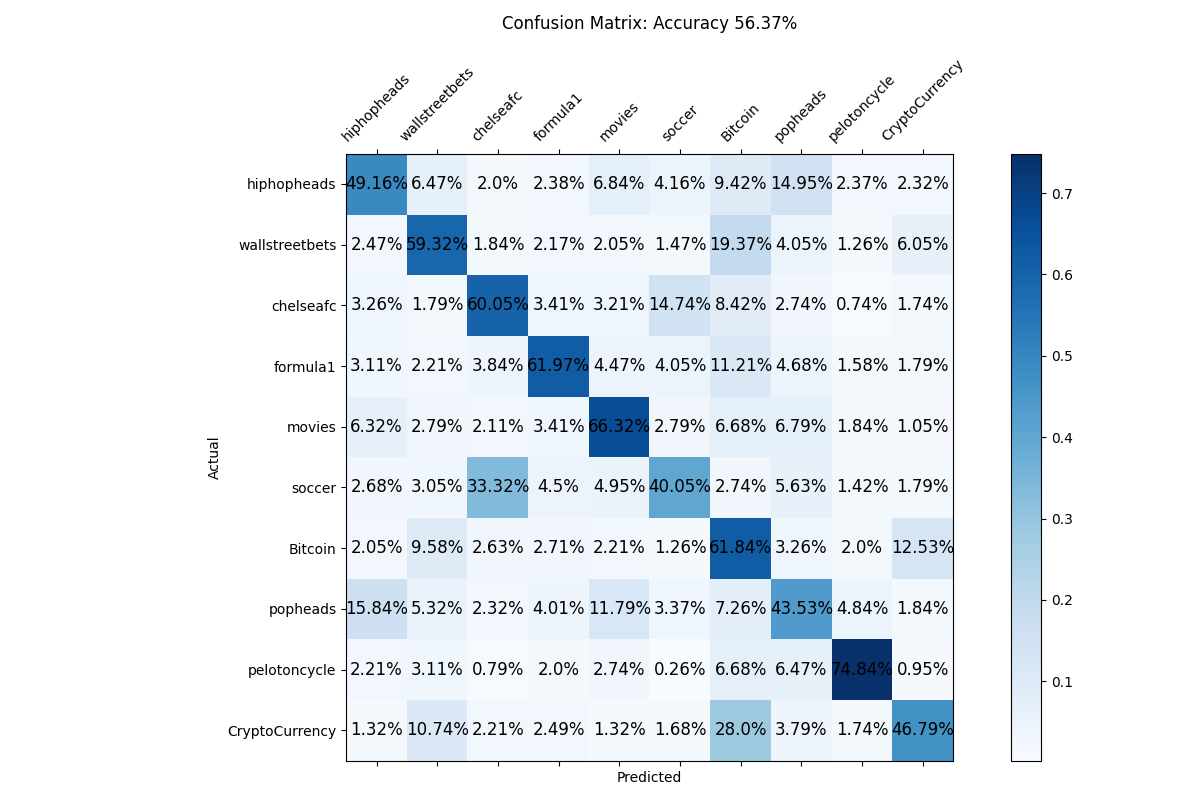 Confusion Matrix: Accuracy 56.37%
hiphopheads wallstreetbets chelseafc formula1 movies soccer Bitcoin popheads pelotoncycle CryptoCurrency
hiphopheads 49.16% 6.47% 2.0% 2.38% 6.84% 4.16% 9.42% 14.95% 2.37% 2.32%
0.7
wallstreetbets 2.47% 59.32% 1.84% 2.17% 2.05% 1.47% 19.37% 4.05% 1.26% 6.05%
0.6
chelseafc 3.26% 1.79% 60.05% 3.41% 3.21% 14.74% 8.42% 2.74% 0.74% 1.74%
0.5
formula1 3.11% 2.21% 3.84% 61.97% 4.47% 4.05% 11.21% 4.68% 1.58% 1.79%
movies 6.32% 2.79% 2.11% 3.41% 66.32% 2.79% 6.68% 6.79% 1.84% 1.05%
0.4
Actual
soccer 2.68% 3.05% 33.32% 4.5% 4.95% 40.05% 2.74% 5.63% 1.42% 1.79%
0.3
Bitcoin 2.05% 9.58% 2.63% 2.71% 2.21% 1.26% 61.84% 3.26% 2.0% 12.53%
0.2
popheads 15.84% 5.32% 2.32% 4.01% 11.79% 3.37% 7.26% 43.53% 4.84% 1.84%
pelotoncycle 2.21% 3.11% 0.79% 2.0% 2.74% 0.26% 6.68% 6.47% 74.84% 0.95%
0.1
CryptoCurrency 1.32% 10.74% 2.21% 2.49% 1.32% 1.68% 28.0% 3.79% 1.74% 46.79%
Predicted